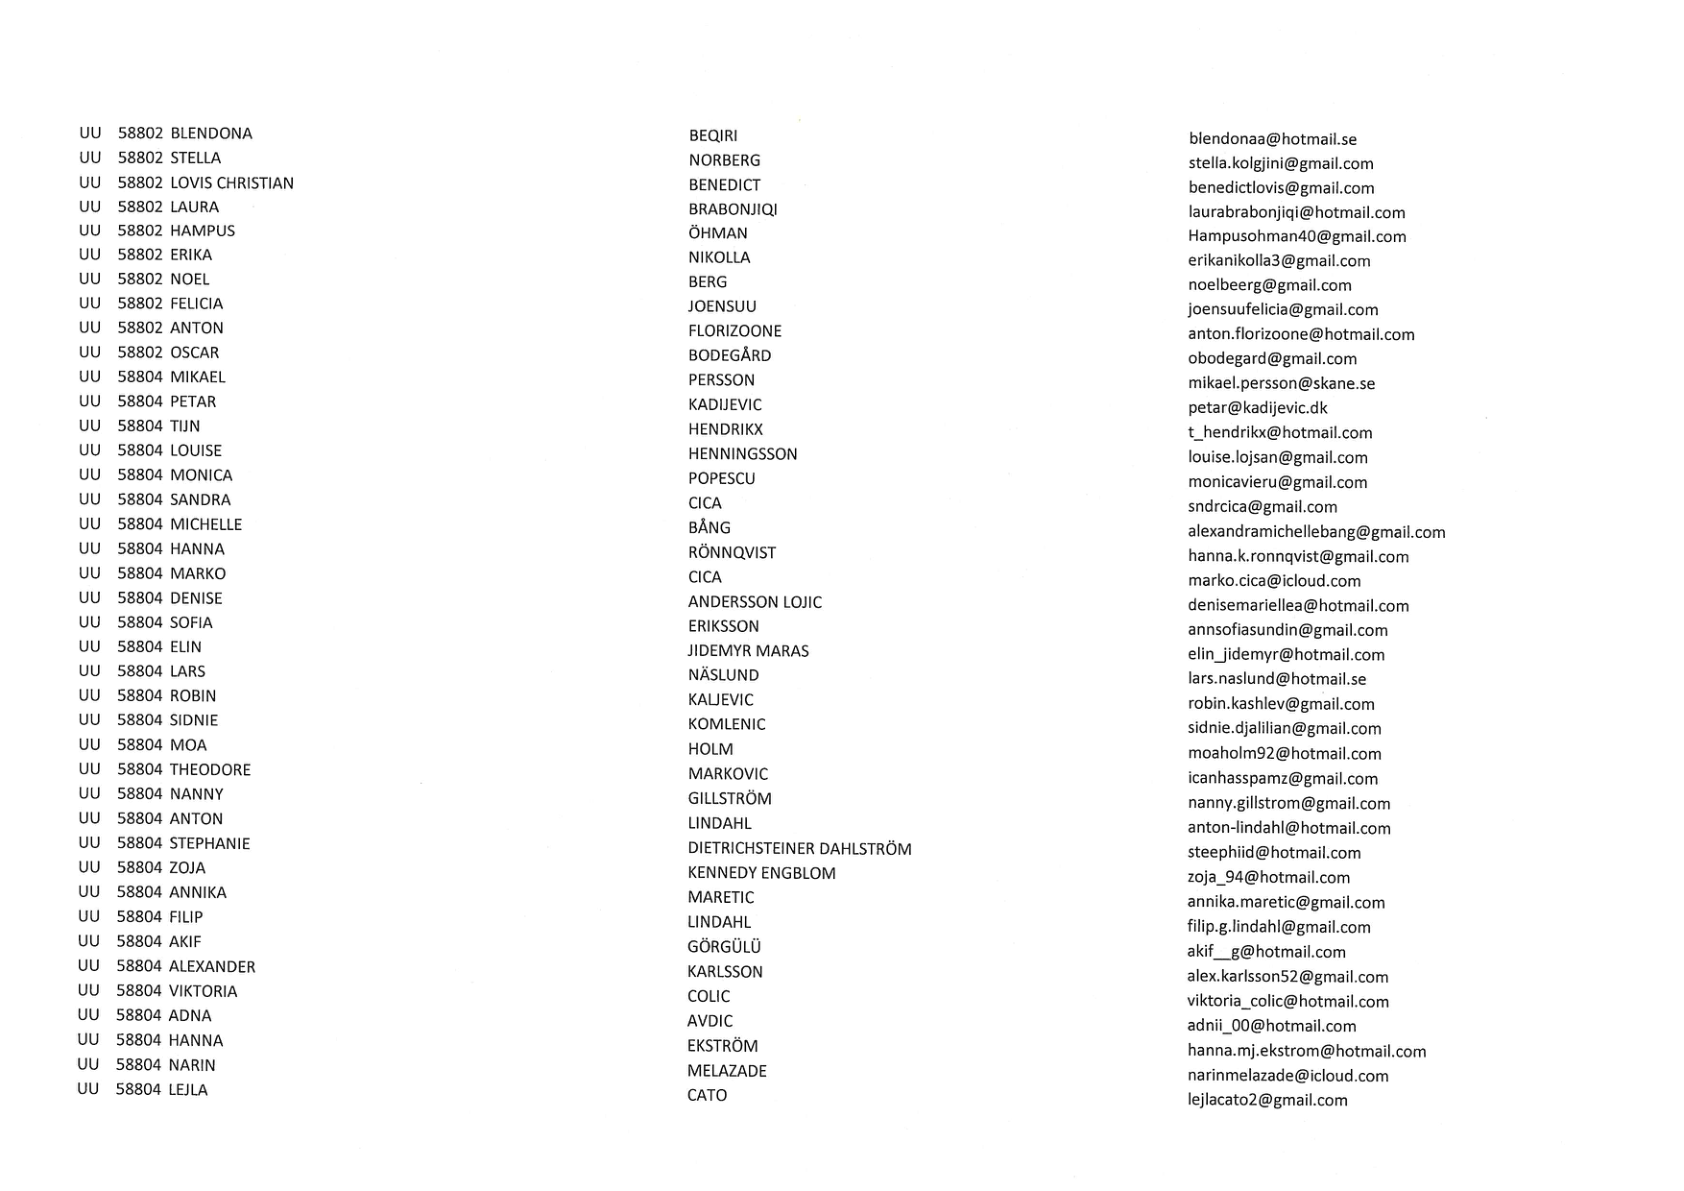 UU 58802 BLENDONA BEQIRI blendonaa@hotmail.se
UU 58802 STELLA NORBERG stella.kolgjini@gmail.com
UU 58802 LOVIS CHRISTIAN BENEDICT benedictlovis@gmail.com
UU 58802 LAURA BRABONJIQI laurabrabonjiqi@hotmail.com
UU 58802 HAMPUS ÖHMAN Hampusohman40@gmail.com
UU 58802 ERIKA NIKOLLA erikanikolla3@gmail.com
UU 58802 NOEL BERG noelbeerg@gmail.com
UU 58802 FELICIA JOENSUU joensuufelicia@gmail.com
UU 58802 ANTON FLORIZOONE anton.florizoone@hotmail.com
UU 58802 OSCAR BODEGÅRD obodegard@gmail.com
UU 58804 MIKAEL PERSSON mikael.persson@skane.se
UU 58804 PETAR KADIJEVIC petar@kadijevic.dk
UU 58804 TIJN HENDRIKX t_hendrikx@hotmail.com
UU 58804 LOUISE HENNINGSSON louise.lojsan@gmail.com
UU 58804 MONICA POPESCU monicavieru@gmail.com
UU 58804 SANDRA CICA sndrcica@gmail.com
UU 58804 MICHELLE BÅNG alexandramichellebang@gmail.com
UU 58804 HANNA RÖNNQVIST hanna.k.ronnqvist@gmail.com
UU 58804 MARKO CICA marko.cica@icloud.com
UU 58804 DENISE ANDERSSON LOJIC denisemariellea@hotmail.com
UU 58804 SOFIA ERIKSSON annsofiasundin@gmail.com
UU 58804 ELIN JIDEMYR MARAS elin_jidemyr@hotmail.com
UU 58804 LARS NÄSLUND lars.naslund@hotmail.se
UU 58804 ROBIN KALJEVIC robin.kashlev@gmail.com
UU 58804 SIDNIE KOMLENIC sidnie.djalilian@gmail.com
UU 58804 MOA HOLM moaholm92@hotmail.com
UU 58804 THEODORE MARKOVIC icanhasspamz@gmail.com
UU 58804 NANNY GILLSTRÖM nanny.gillstrom@gmail.com
UU 58804 ANTON LINDAHL anton-lindahl@hotmail.com
UU 58804 STEPHANIE DIETRICHSTEINER DAHLSTRÖM steephiid@hotmail.com
UU 58804 ZOJA KENNEDY ENGBLOM zoja_94@hotmail.com
UU 58804 ANNIKA MARETIC annika.maretic@gmail.com
UU 58804 FILIP LINDAHL filip.g.lindahl@gmail.com
UU 58804 AKIF GÖRGÜLÜ akif__g@hotmail.com
UU 58804 ALEXANDER KARLSSON alex.karlsson52@gmail.com
UU 58804 VIKTORIA COLIC viktoria_colic@hotmail.com
UU 58804 ADNA AVDIC adnii_00@hotmail.com
UU 58804 HANNA EKSTRÖM hanna.mj.ekstrom@hotmail.com
UU 58804 NARIN MELAZADE narinmelazade@icloud.com
UU 58804 LEJLA CATO lejlacato2@gmail.com